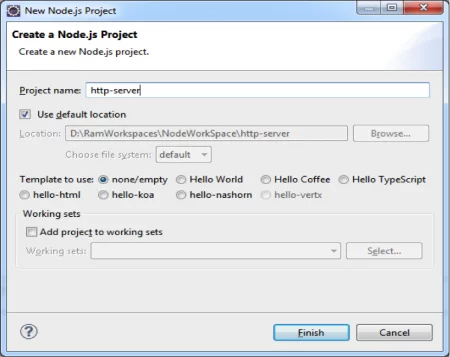 New Node.js Project
Create a Node.js Project
Create a new Node.js project.
Project name: http-server
Use default location
Location: D:\RamWorkspaces\NodeWorkSpace\http-server Browse...
Choose file system: default
Template to use: none/empty Hello World Hello Coffee Hello TypeScript
hello-html hello-koa hello-nashorn hello-vertx
Working sets
Add project to working sets
Working sets: Select...
Finish Cancel